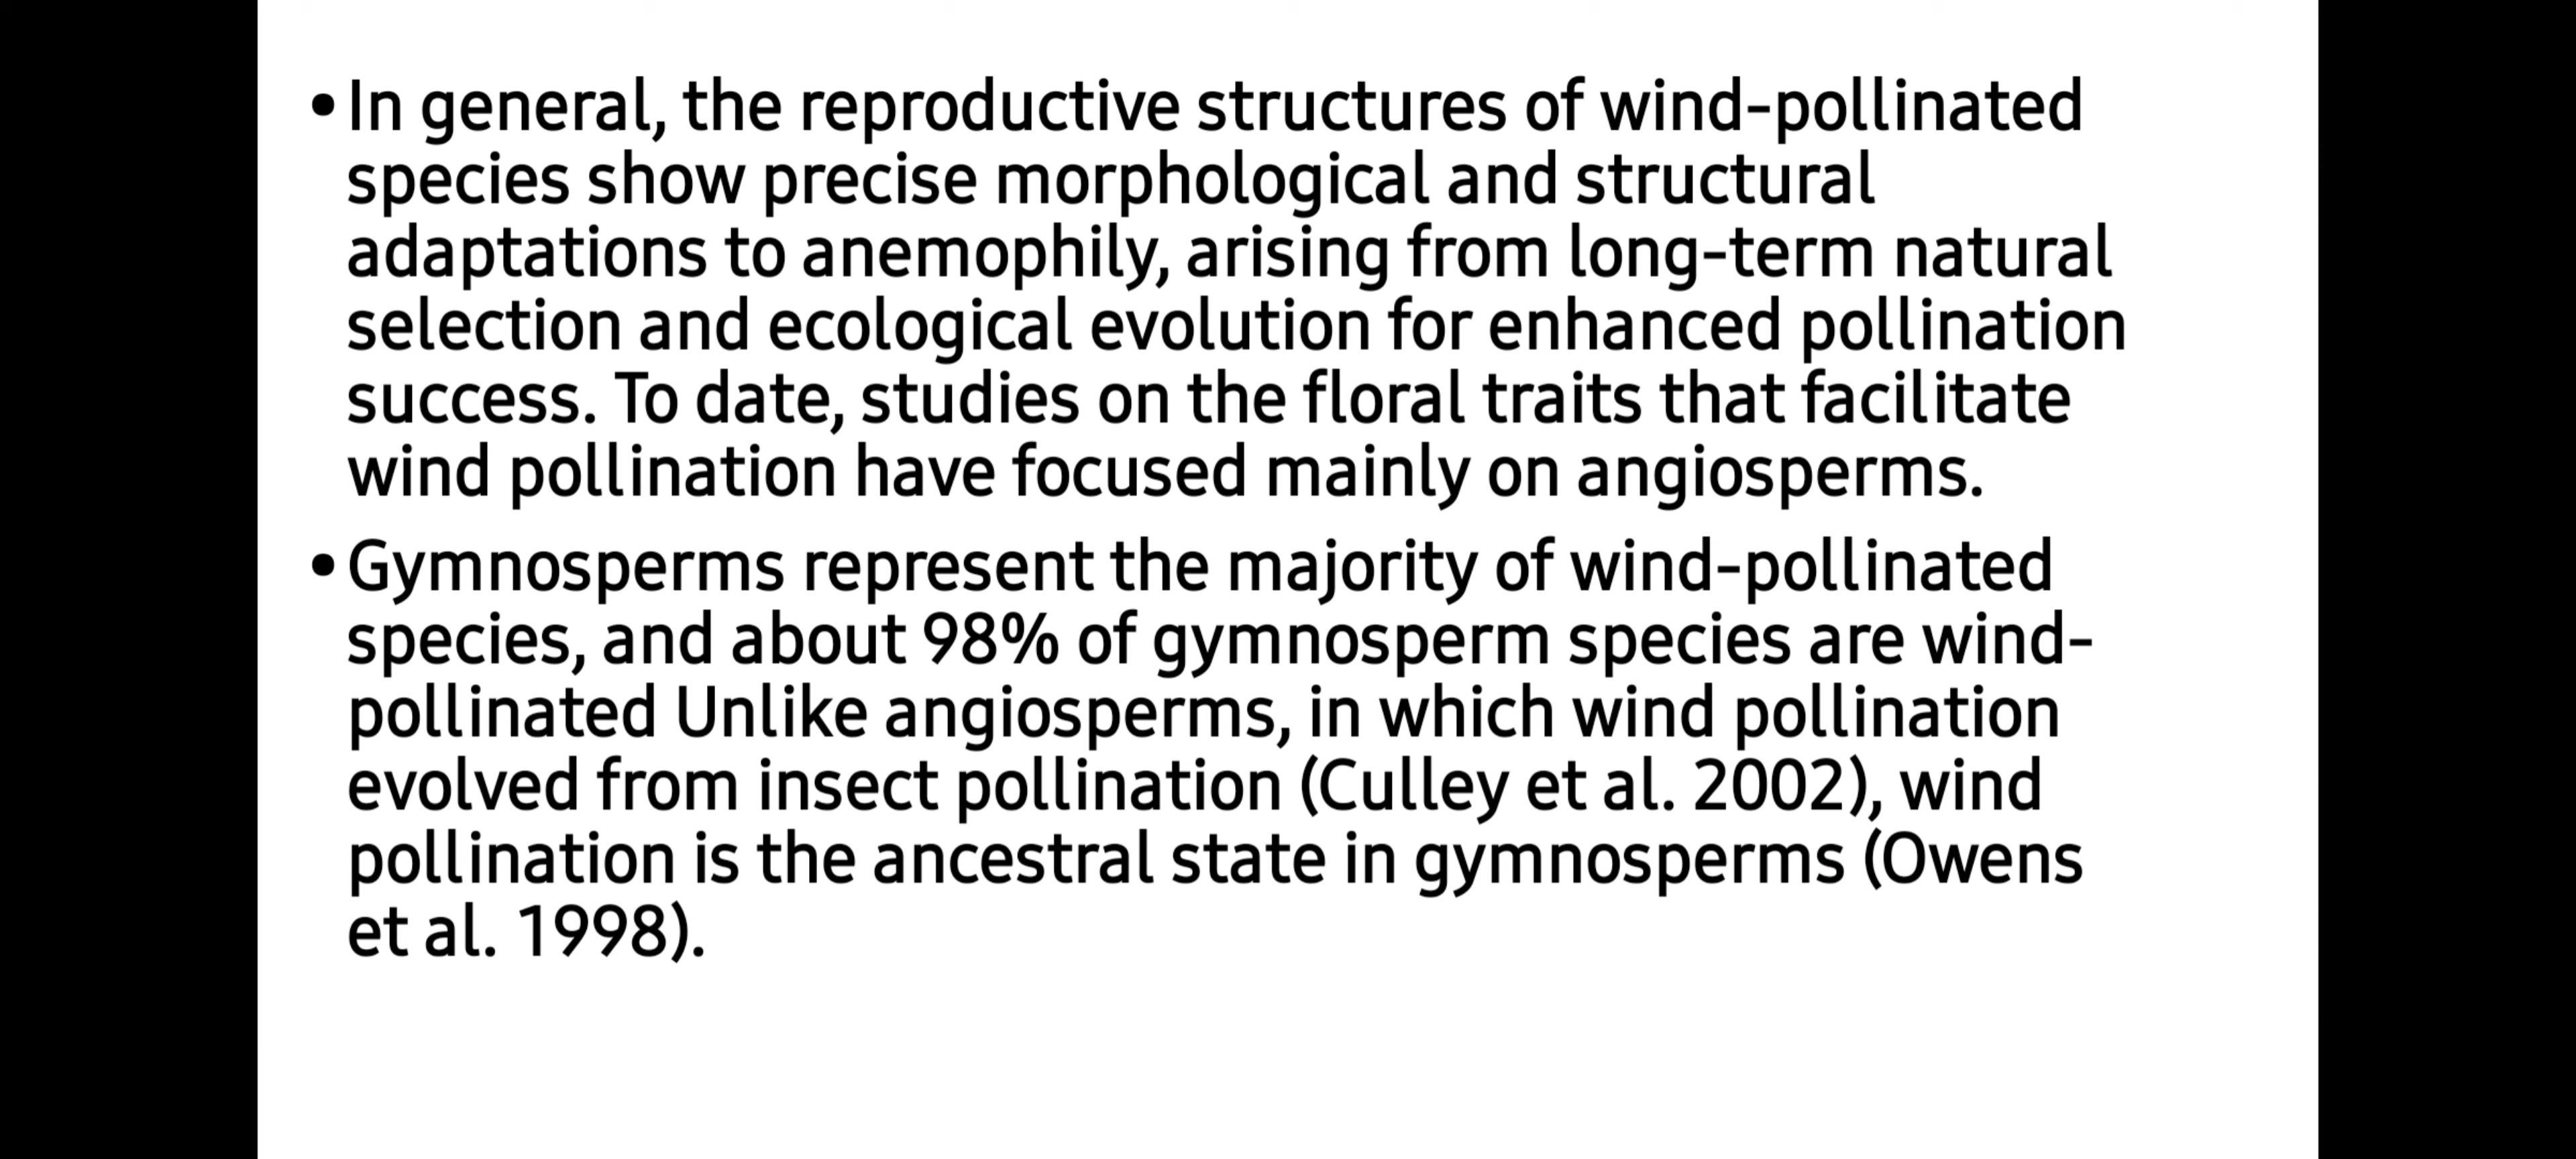 •In general, the reproductive structures of wind-pollinated
species show precise morphological and structural
adaptations to anemophily, arising from long-term natural
selection and ecological evolution for enhanced pollination
success. To date, studies on the floral traits that facilitate
wind pollination have focused mainly on angiosperms.
•Gymnosperms represent the majority of wind-pollinated
species, and about 98% of gymnosperm species are wind-
pollinated Unlike angiosperms, in which wind pollination
evolved from insect pollination (Culley et al. 2002), wind
pollination is the ancestral state in gymnosperms (Owens
et al. 1998).